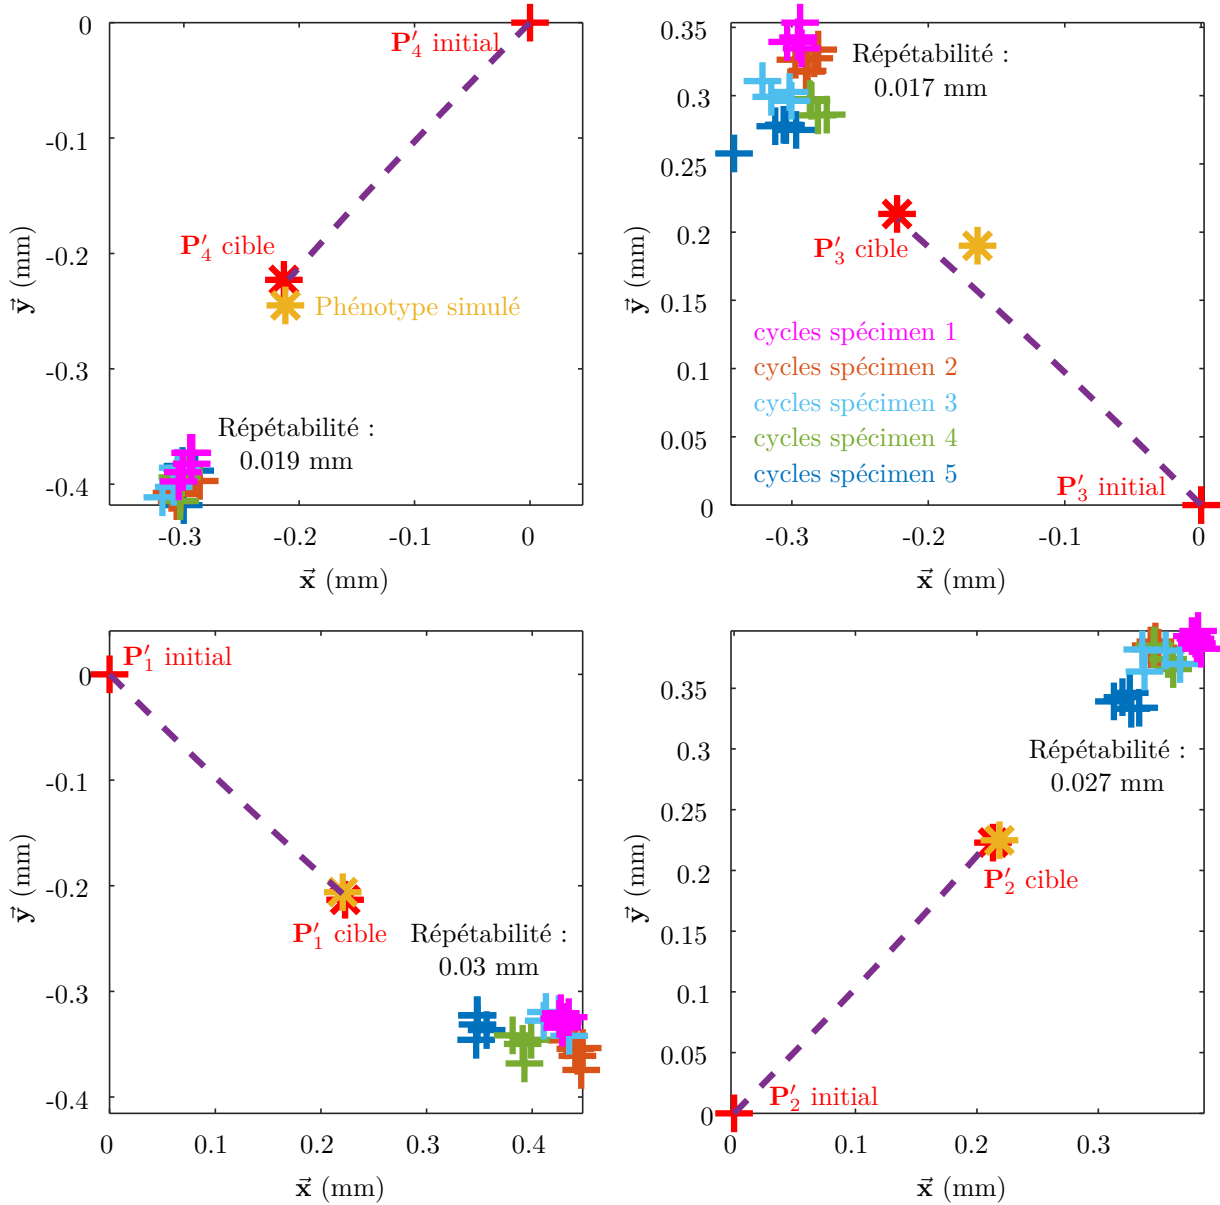 0
P′4 initial
-0.1
P′4 cible
-0.2
Phénotype simulé
-0.3
Répétabilité :
0.019 mm
-0.4
-0.3 -0.2 -0.1 0
x⃗ (mm)
y⃗ (mm)
0.35
Répétabilité :
0.017 mm
0.3
0.25
0.2
P′3 cible
0.15
cycles spécimen 1
cycles spécimen 2
0.1
cycles spécimen 3
cycles spécimen 4
0.05
cycles spécimen 5
P′3 initial
0
-0.3 -0.2 -0.1 0
x⃗ (mm)
y⃗ (mm)
0
P′1 initial
-0.1
-0.2
P′1 cible
Répétabilité :
0.03 mm
-0.3
-0.4
0 0.1 0.2 0.3 0.4
x⃗ (mm)
y⃗ (mm)
0.35
Répétabilité :
0.027 mm
0.3
0.25
0.2
P′2 cible
0.15
0.1
0.05
P′2 initial
0
0 0.1 0.2 0.3
x⃗ (mm)
y⃗ (mm)